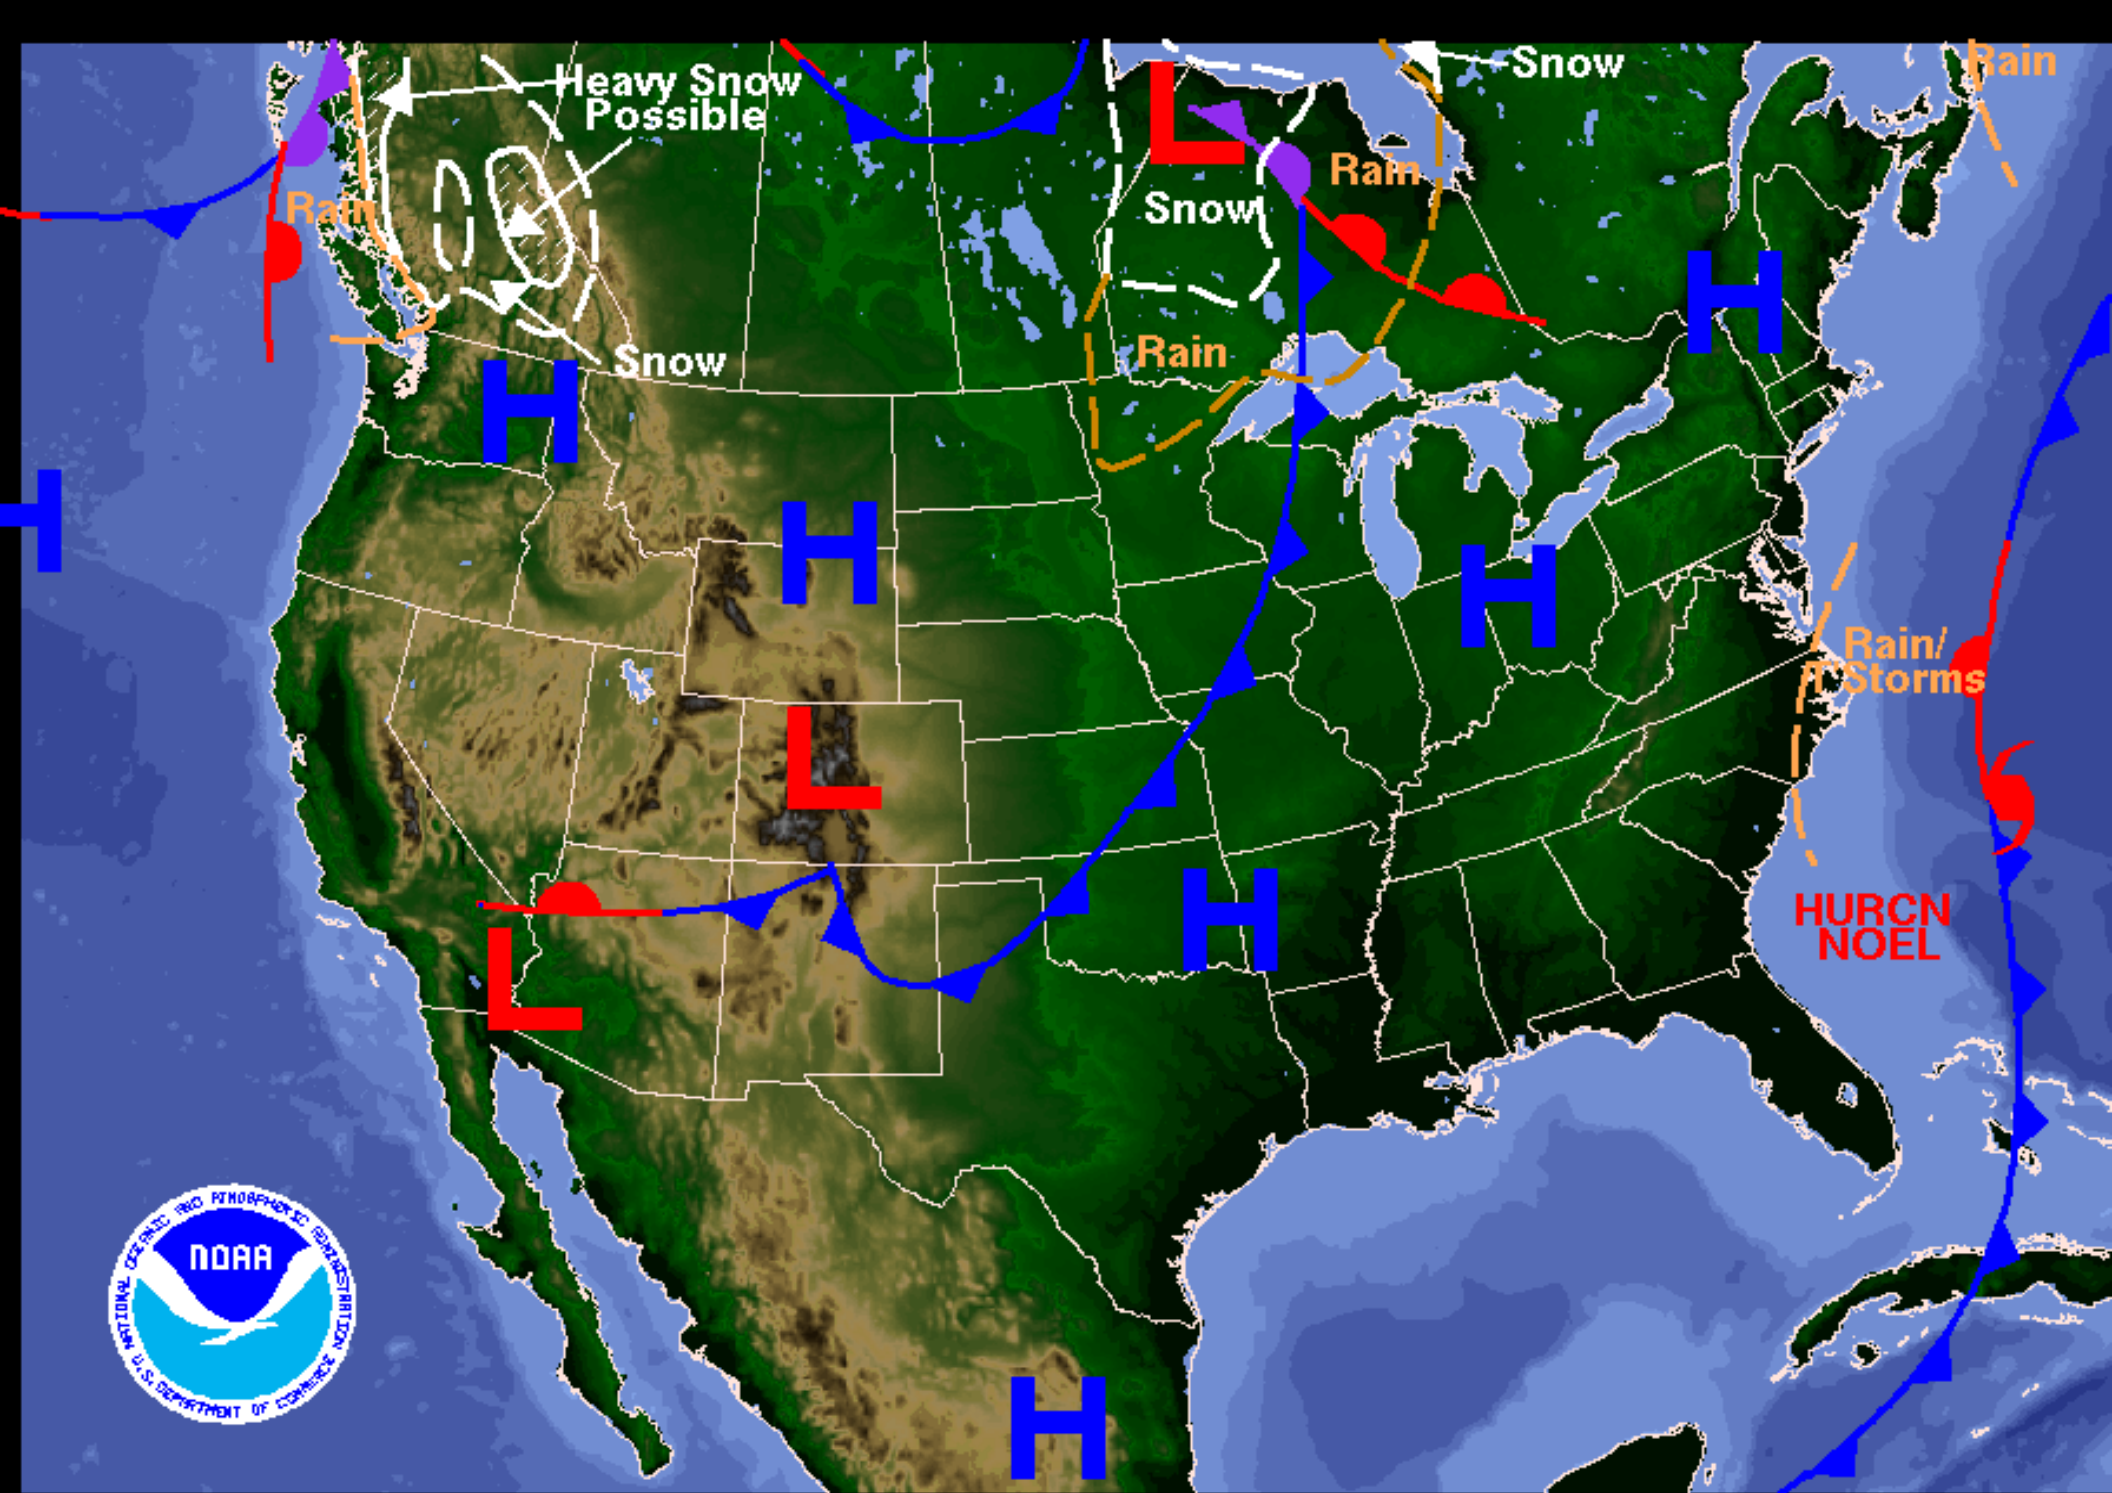 Rain
Snow
Heavy Snow
Possible
Rain
Rain
Snow
Rain
Snow
L
H
H
H
H
H
Rain/
T'Storms
L
H
HURCN
NOEL
L
H
NOAA
NATIONAL OCEANIC AND ATMOSPHERIC ADMINISTRATION
U.S. DEPARTMENT OF COMMERCE